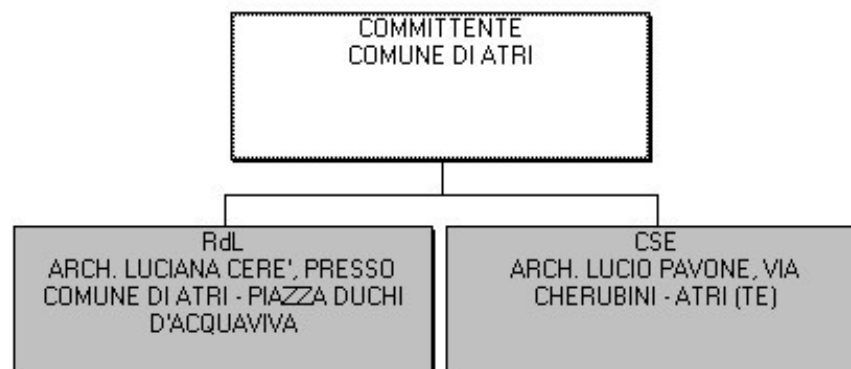 COMMITTENTE
COMUNE DI ATRI
RdL
ARCH. LUCIANA CERE', PRESSO
COMUNE DI ATRI - PIAZZA DUCHI
D'ACQUAVIVA
CSE
ARCH. LUCIO PAVONE, VIA
CHERUBINI - ATRI (TE)